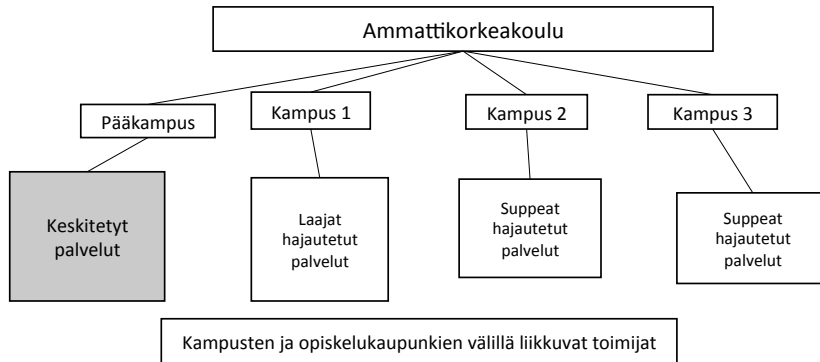 Ammattikorkeakoulu
Pääkampus
Kampus 1
Kampus 2
Kampus 3
Keskitetyt
palvelut
Laajat
hajautetut
palvelut
Suppeat
hajautetut
palvelut
Suppeat
hajautetut
palvelut
Kampusten ja opiskelukaupunkien välillä liikkuvat toimijat